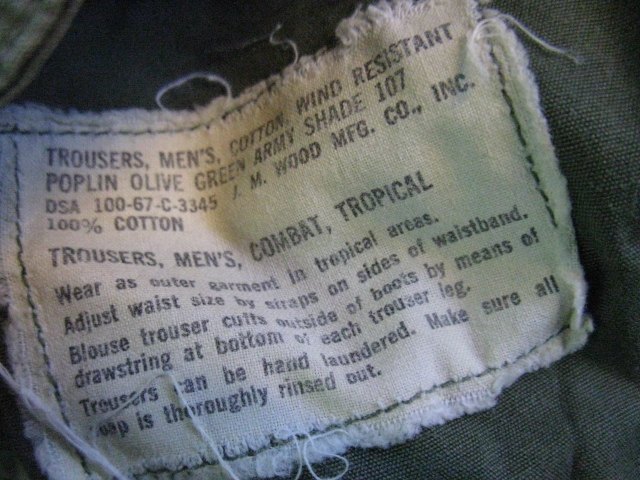 TROUSERS, MEN'S, COTTON, WIND RESISTANT
POPLIN OLIVE GREEN ARMY SHADE 107
DSA 100-67-C-3345 J. M. WOOD MFG. CO., INC.
100% COTTON
TROUSERS, MEN'S, COMBAT, TROPICAL
Wear as outer garment in tropical areas.
Adjust waist size by straps on sides of waistband.
Blouse trouser cuffs outside of boots by means of
drawstring at bottom of each trouser leg.
Trousers can be hand laundered. Make sure all
soap is thoroughly rinsed out.